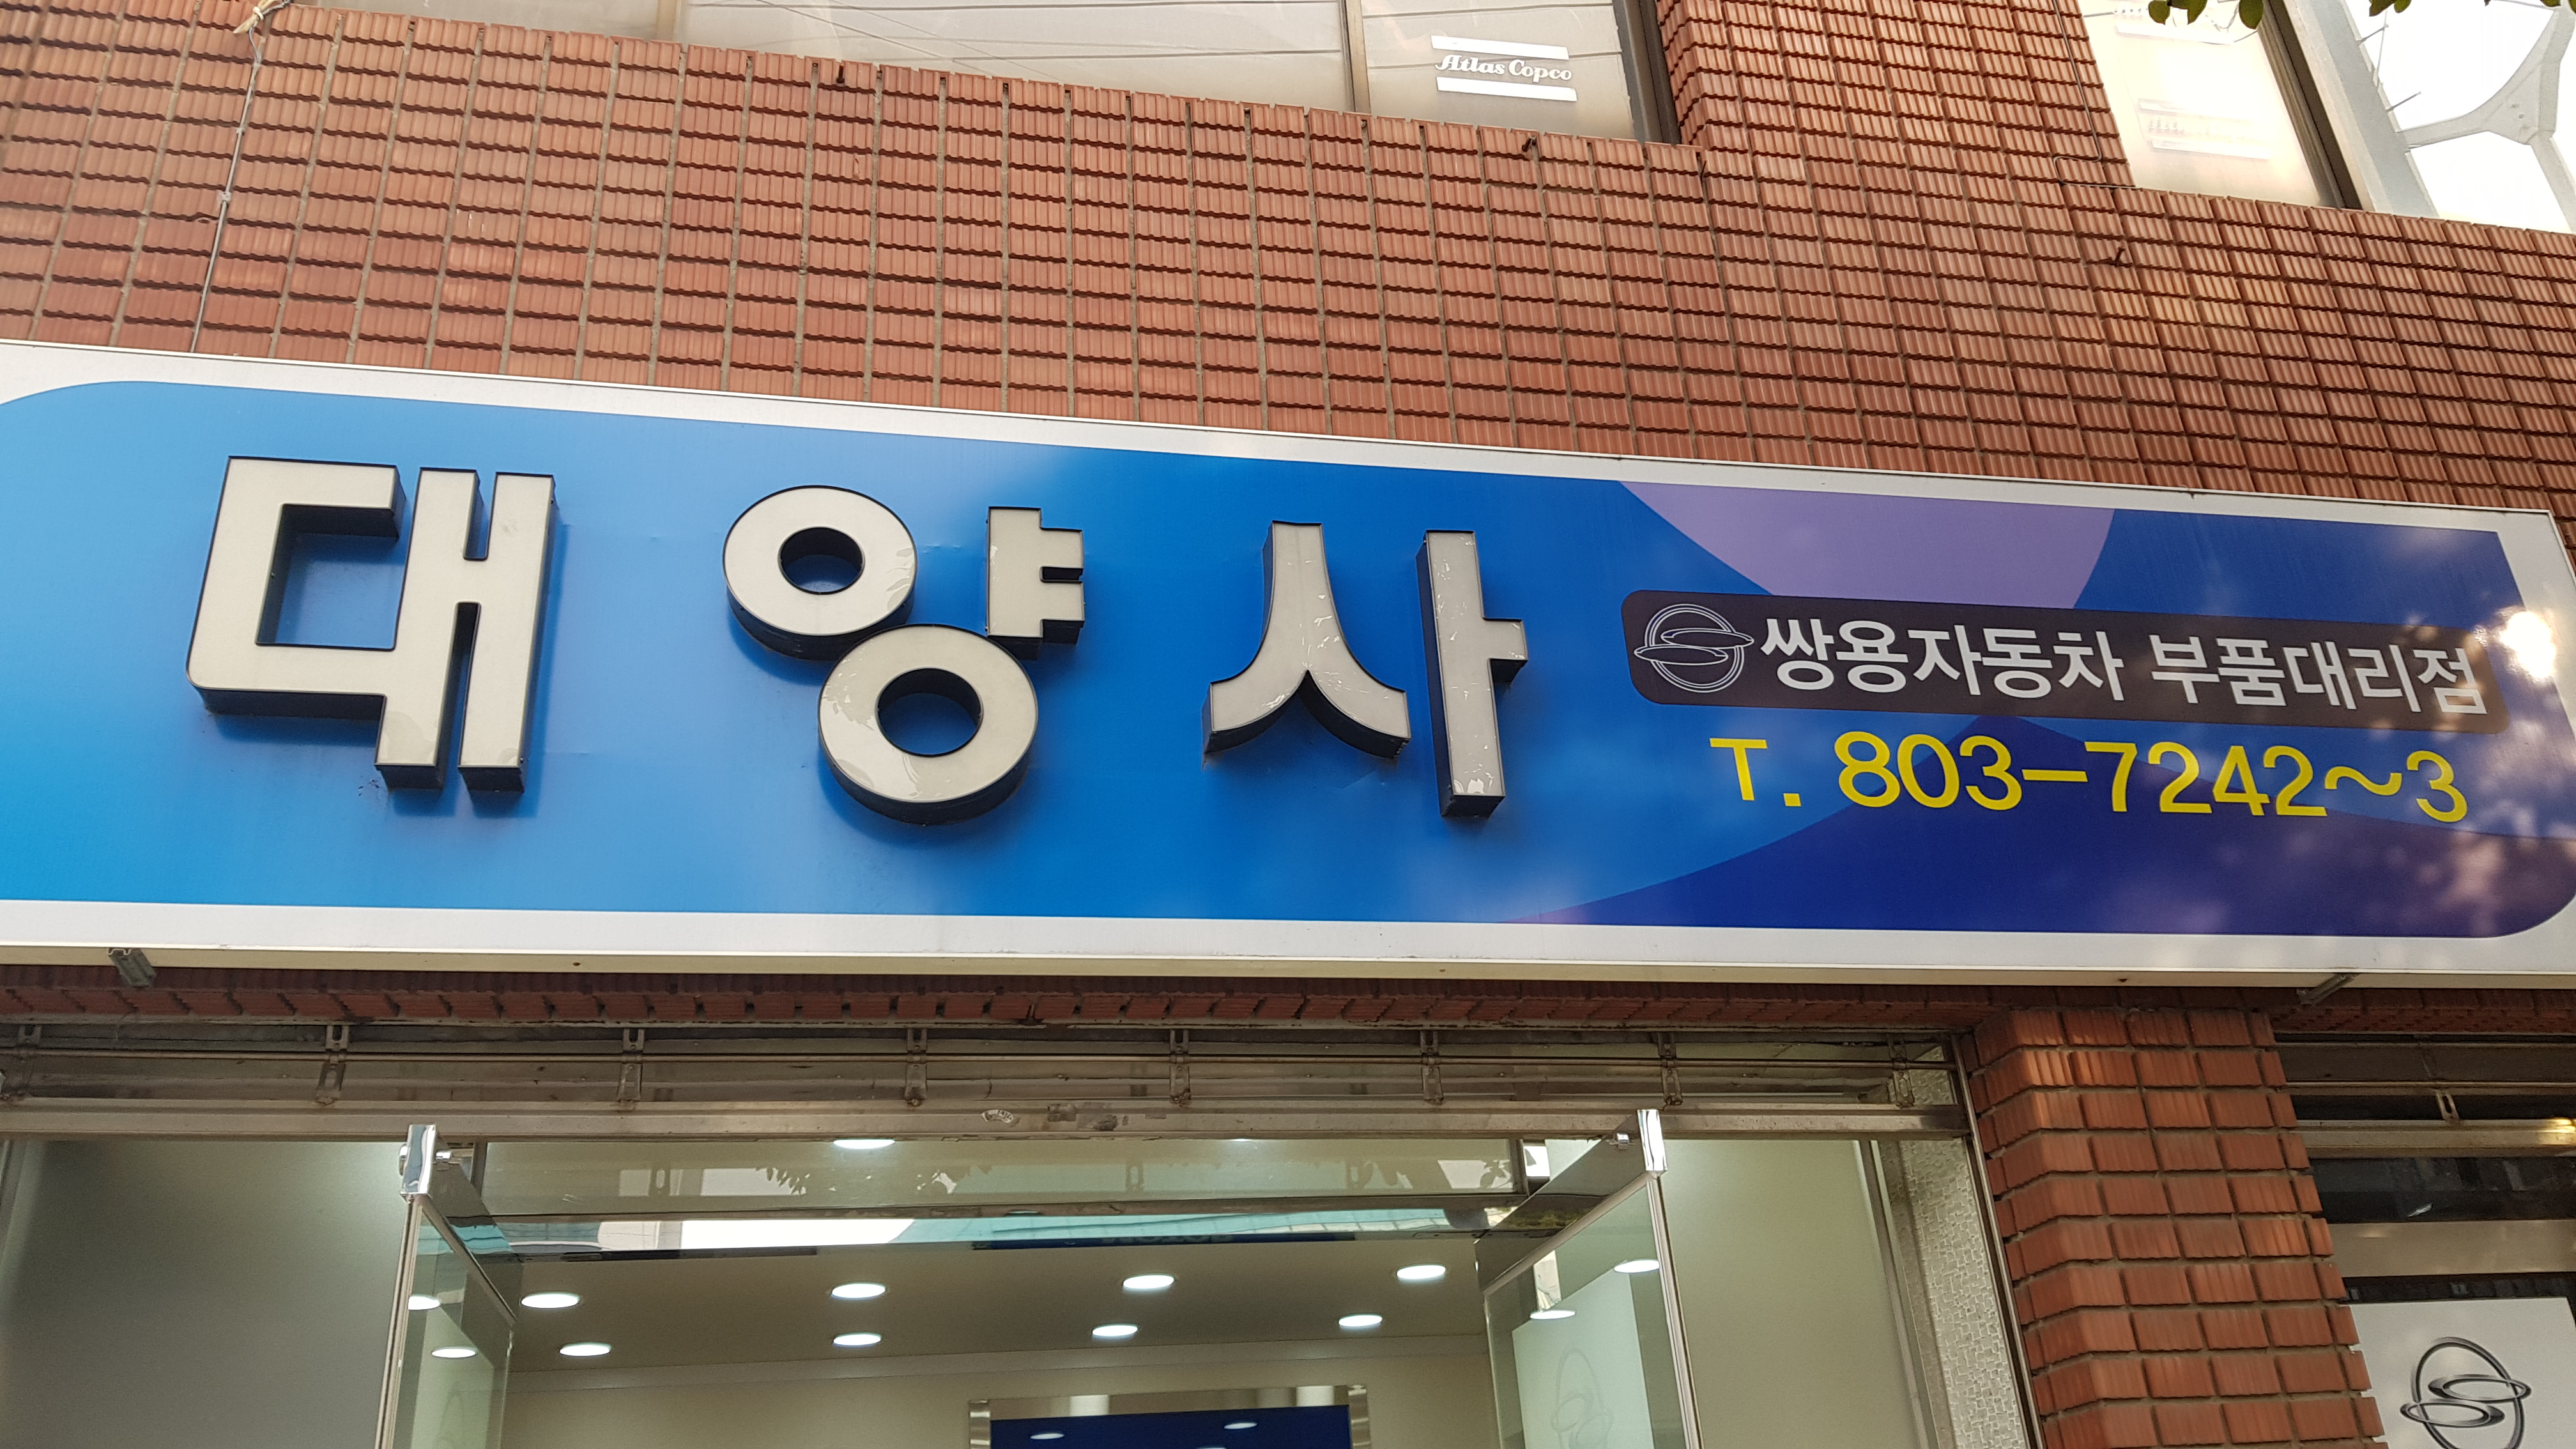 Atlas Copco
대양사
쌍용자동차 부품대리점
T. 803-7242~3